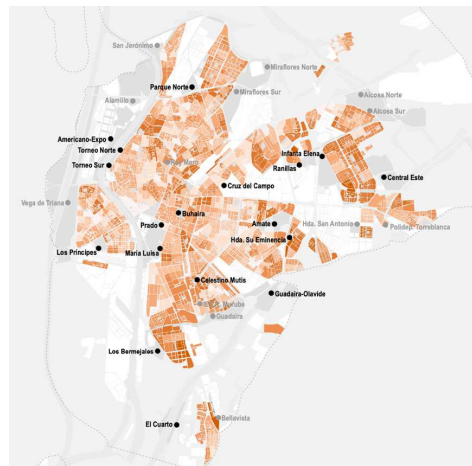 San Jerónimo
Miraflores Norte
Parque Norte
Miraflores Sur
Alcosa Norte
Alamillo
Alcosa Sur
Americano-Expo
Torneo Norte
Infanta Elena
Torneo Sur
Ranillas
Central Este
Cruz del Campo
Vega de Triana
Buhaira
Prado
Amate
Hda. San Antonio
Polidep. Torreblanca
Hda. Su Eminencia
Los Príncipes
María Luisa
Celestino Mutis
Guadaira-Olavide
Guadaira
Los Bermejales
El Cuarto
Bellavista